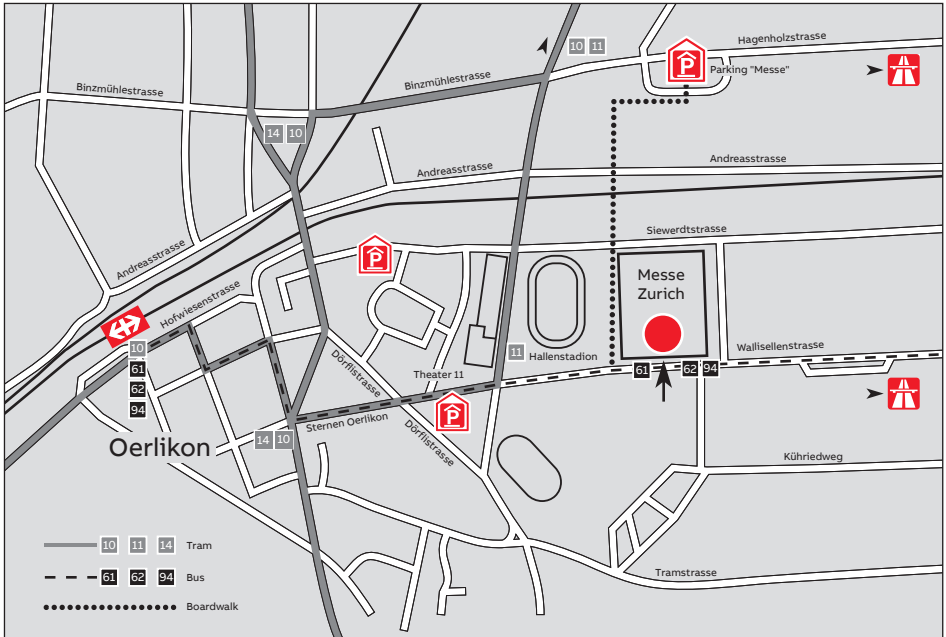 10 11
Hagenholzstrasse
P
Parking "Messe"
Binzmühlestrasse
Binzmühlestrasse
14 10
Andreasstrasse
Andreasstrasse
Andreasstrasse
Siewerdtstrasse
P
Messe
Zurich
Hofwiesenstrasse
10
61
62
94
Hallenstadion
11
Wallisellenstrasse
61 62 94
Dörflistrasse
Theater 11
P
Sternen Oerlikon
Dörflistrasse
14 10
Oerlikon
Kühriedweg
10 11 14 Tram
61 62 94 Bus
Boardwalk
Tramstrasse